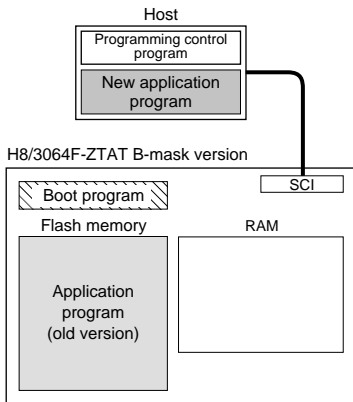 Host
Programming control
program
New application
program
H8/3064F-ZTAT B-mask version
SCI
Boot program
Flash memory
RAM
Application
program
(old version)